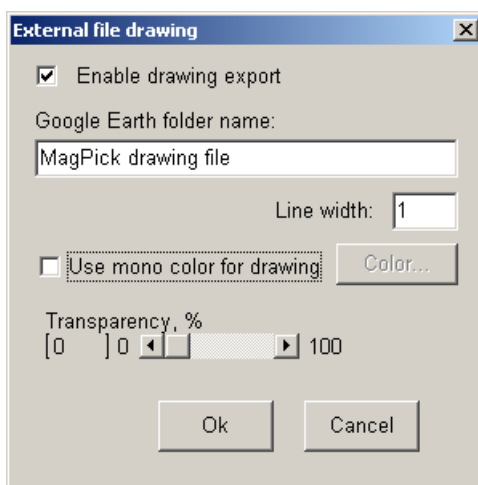 External file drawing
Enable drawing export
Google Earth folder name:
MagPick drawing file
Line width: 1
Use mono color for drawing Color...
Transparency, %
[0 ] 0 100
Ok Cancel